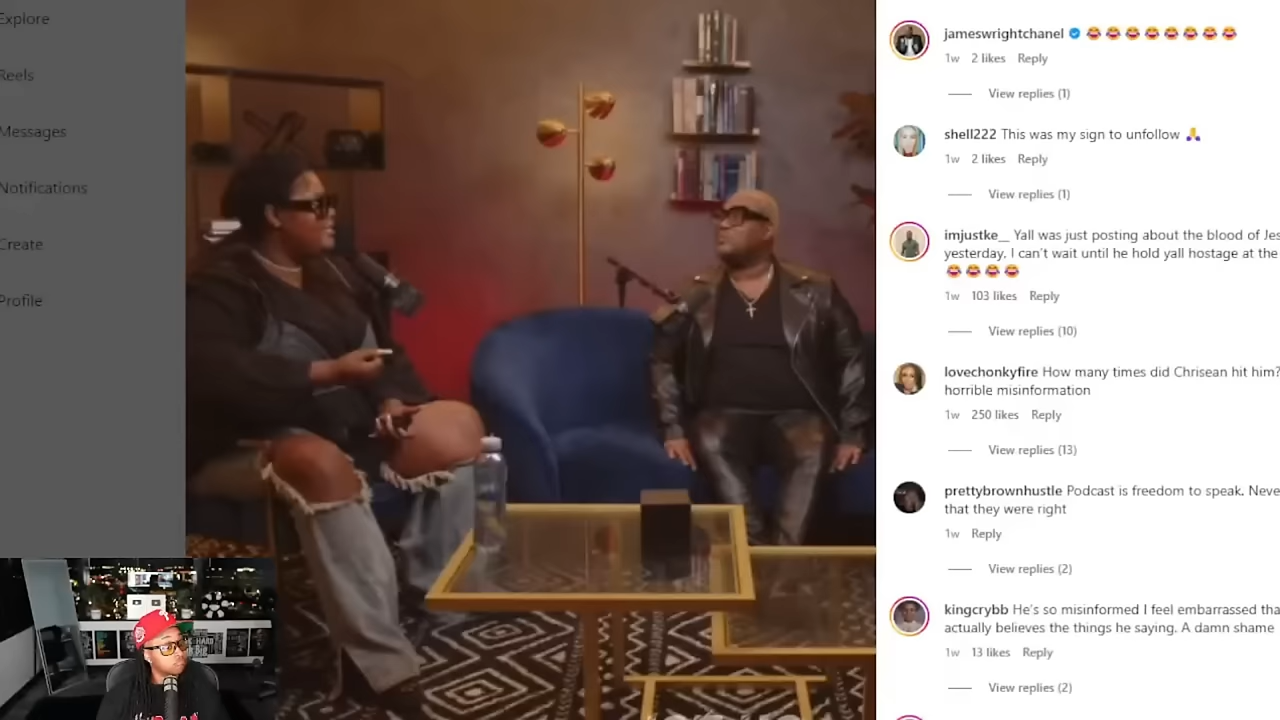 Explore
Reels
Messages
Notifications
Create
Profile
jameswrightchanel 😂😂😂😂😂😂😂😂
1w 2 likes Reply
View replies (1)
shell222 This was my sign to unfollow 🙏
1w 2 likes Reply
View replies (1)
imjustke__ Yall was just posting about the blood of Jes
yesterday, I can't wait until he hold yall hostage at the
😂😂😂😂
1w 103 likes Reply
View replies (10)
lovechonkyfire How many times did Chrisean hit him?
horrible misinformation
1w 250 likes Reply
View replies (13)
prettybrownhustle Podcast is freedom to speak. Neve
that they were right
1w Reply
View replies (2)
kingcrybb He's so misinformed I feel embarrassed tha
actually believes the things he saying. A damn shame
1w 13 likes Reply
View replies (2)